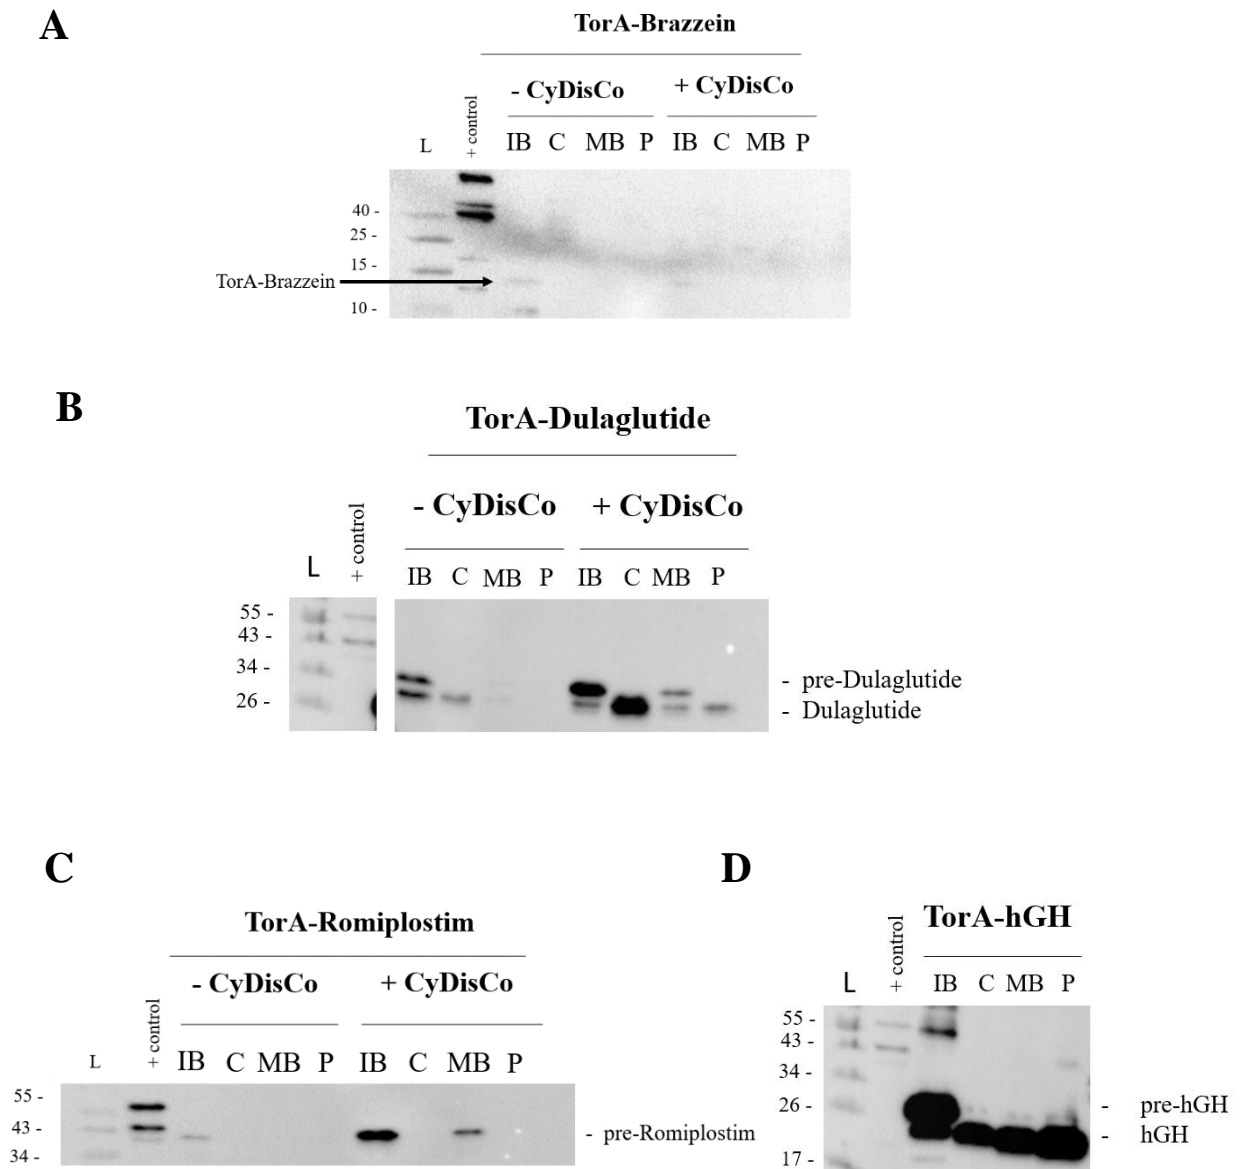 A
TorA-Brazzein
- CyDisCo + CyDisCo
L + control IB C MB P IB C MB P
40 -
25 -
15 -
TorA-Brazzein
10 -
B
TorA-Dulaglutide
- CyDisCo + CyDisCo
L + control IB C MB P IB C MB P
55 -
43 -
34 -
- pre-Dulaglutide
26 -
- Dulaglutide
C
TorA-Romiplostim
- CyDisCo + CyDisCo
L + control IB C MB P IB C MB P
55 -
43 -
- pre-Romiplostim
34 -
D
TorA-hGH
L + control IB C MB P
55 -
43 -
34 -
26 -
- pre-hGH
- hGH
17 -